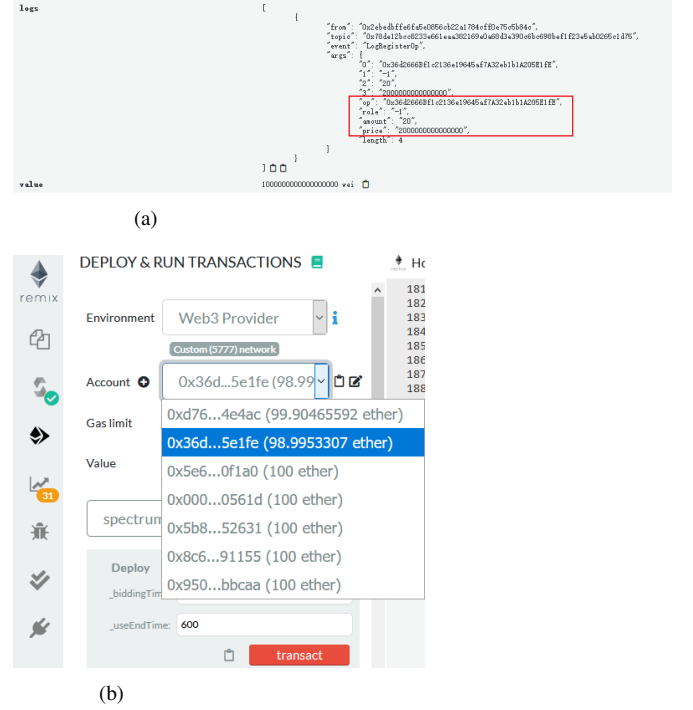 logs
[
{
"from": "0x2ebedbffe6fa5e0856cb22a1784cff0e75c5b84c",
"topic": "0x78da12bcc8233e661eaa382169a0a68d3a390c6bc698bef1f23a5ab0265c1d75",
"event": "LogRegisterOp",
"args": {
"0": "0x36d2666Bf1c2136e19645af7A32eb1b1A205E1fE",
"1": "-1",
"2": "20",
"3": "2000000000000000",
"op": "0x36d2666Bf1c2136e19645af7A32eb1b1A205E1fE",
"role": "-1",
"amount": "20",
"price": "2000000000000000",
"length": 4
}
}
]
value
1000000000000000000 wei
(a)
DEPLOY & RUN TRANSACTIONS
remix
Environment
Web3 Provider
i
Custom (5777) network
Account
0x36d...5e1fe (98.99
0xd76...4e4ac (99.90465592 ether)
0x36d...5e1fe (98.9953307 ether)
0x5e6...0f1a0 (100 ether)
0x000...0561d (100 ether)
0x5b8...52631 (100 ether)
0x8c6...91155 (100 ether)
0x950...bbcaa (100 ether)
Gas limit
Value
31
spectrum
Deploy
_biddingTim
_useEndTime: 600
transact
remix
Ho
181
182
183
184
185
186
187
188
(b)